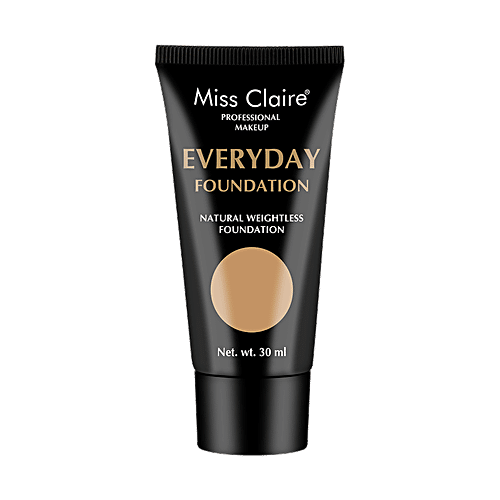 Miss Claire®
PROFESSIONAL
MAKEUP
EVERYDAY
FOUNDATION
NATURAL WEIGHTLESS
FOUNDATION
Net. wt. 30 ml